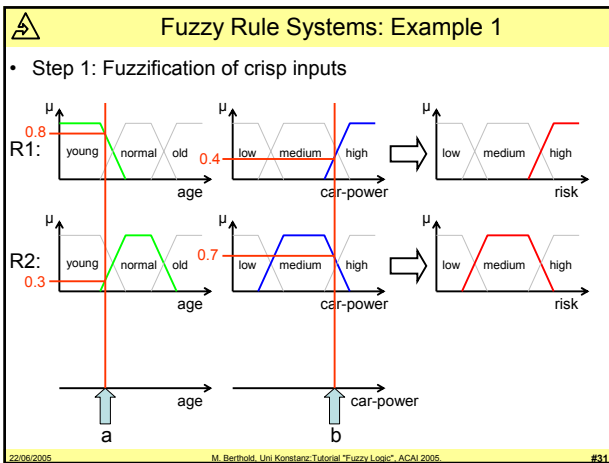 Fuzzy Rule Systems: Example 1
• Step 1: Fuzzification of crisp inputs
μ μ μ
0.8
R1: young normal old 0.4 low medium high low medium high
age car-power risk
μ μ μ
R2: young normal old 0.7 low medium high low medium high
0.3
age car-power risk
age car-power
a b
22/06/2005 M. Berthold, Uni Konstanz:Tutorial "Fuzzy Logic", ACAI 2005. #31